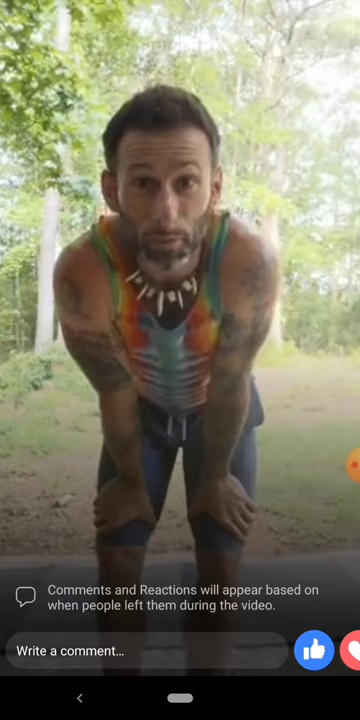 Comments and Reactions will appear based on
when people left them during the video.
Write a comment...